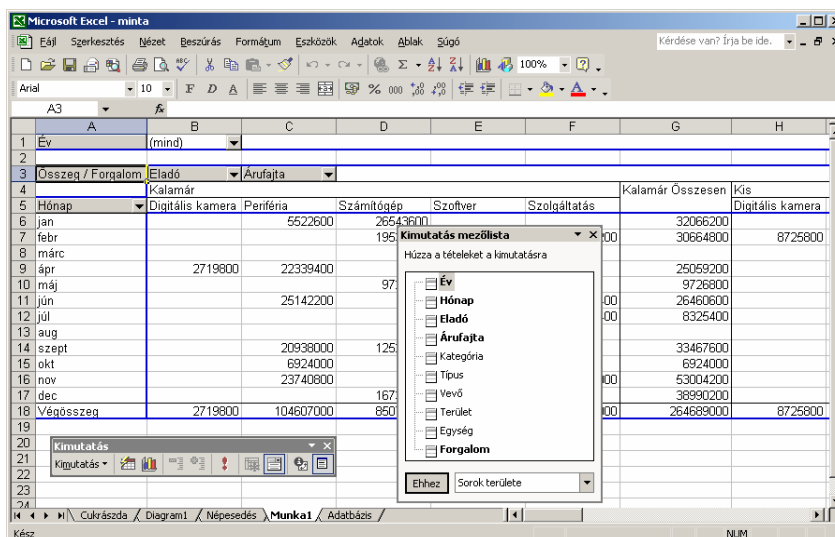 Microsoft Excel - minta
Fájl Szerkesztés Nézet Beszúrás Formátum Eszközök Adatok Ablak Súgó Kérdése van? Írja be ide.
100%
Arial 10 F D A % 000
A3 fx
A B C D E F G H
1 Év (mind)
2
3 Összeg / Forgalom Eladó Árufajta
4 Kalamár Kalamár Összesen Kis
5 Hónap Digitális kamera Periféria Számítógép Szoftver Szolgáltatás Digitális kamera
6 jan 5522600 26543600 32066200
7 febr 30664800 8725800
8 márc
9 ápr 2719800 22339400 25059200
10 máj 9726800
11 jún 25142200 26460600
12 júl 8325400
13 aug
14 szept 20938000 33467600
15 okt 6924000 6924000
16 nov 23740800 53004200
17 dec 38990200
18 Végösszeg 2719800 104607000 264689000 8725800
19
20
21
22
23
24
Kimutatás mezőlista
Húzza a tételeket a kimutatásra
Év
Hónap
Eladó
Árufajta
Kategória
Típus
Vevő
Terület
Egység
Forgalom
Ehhez Sorok területe
Kimutatás
Kimutatás
Cukrászda Diagram1 Népesedés Munka1 Adatbázis
Kész NUM